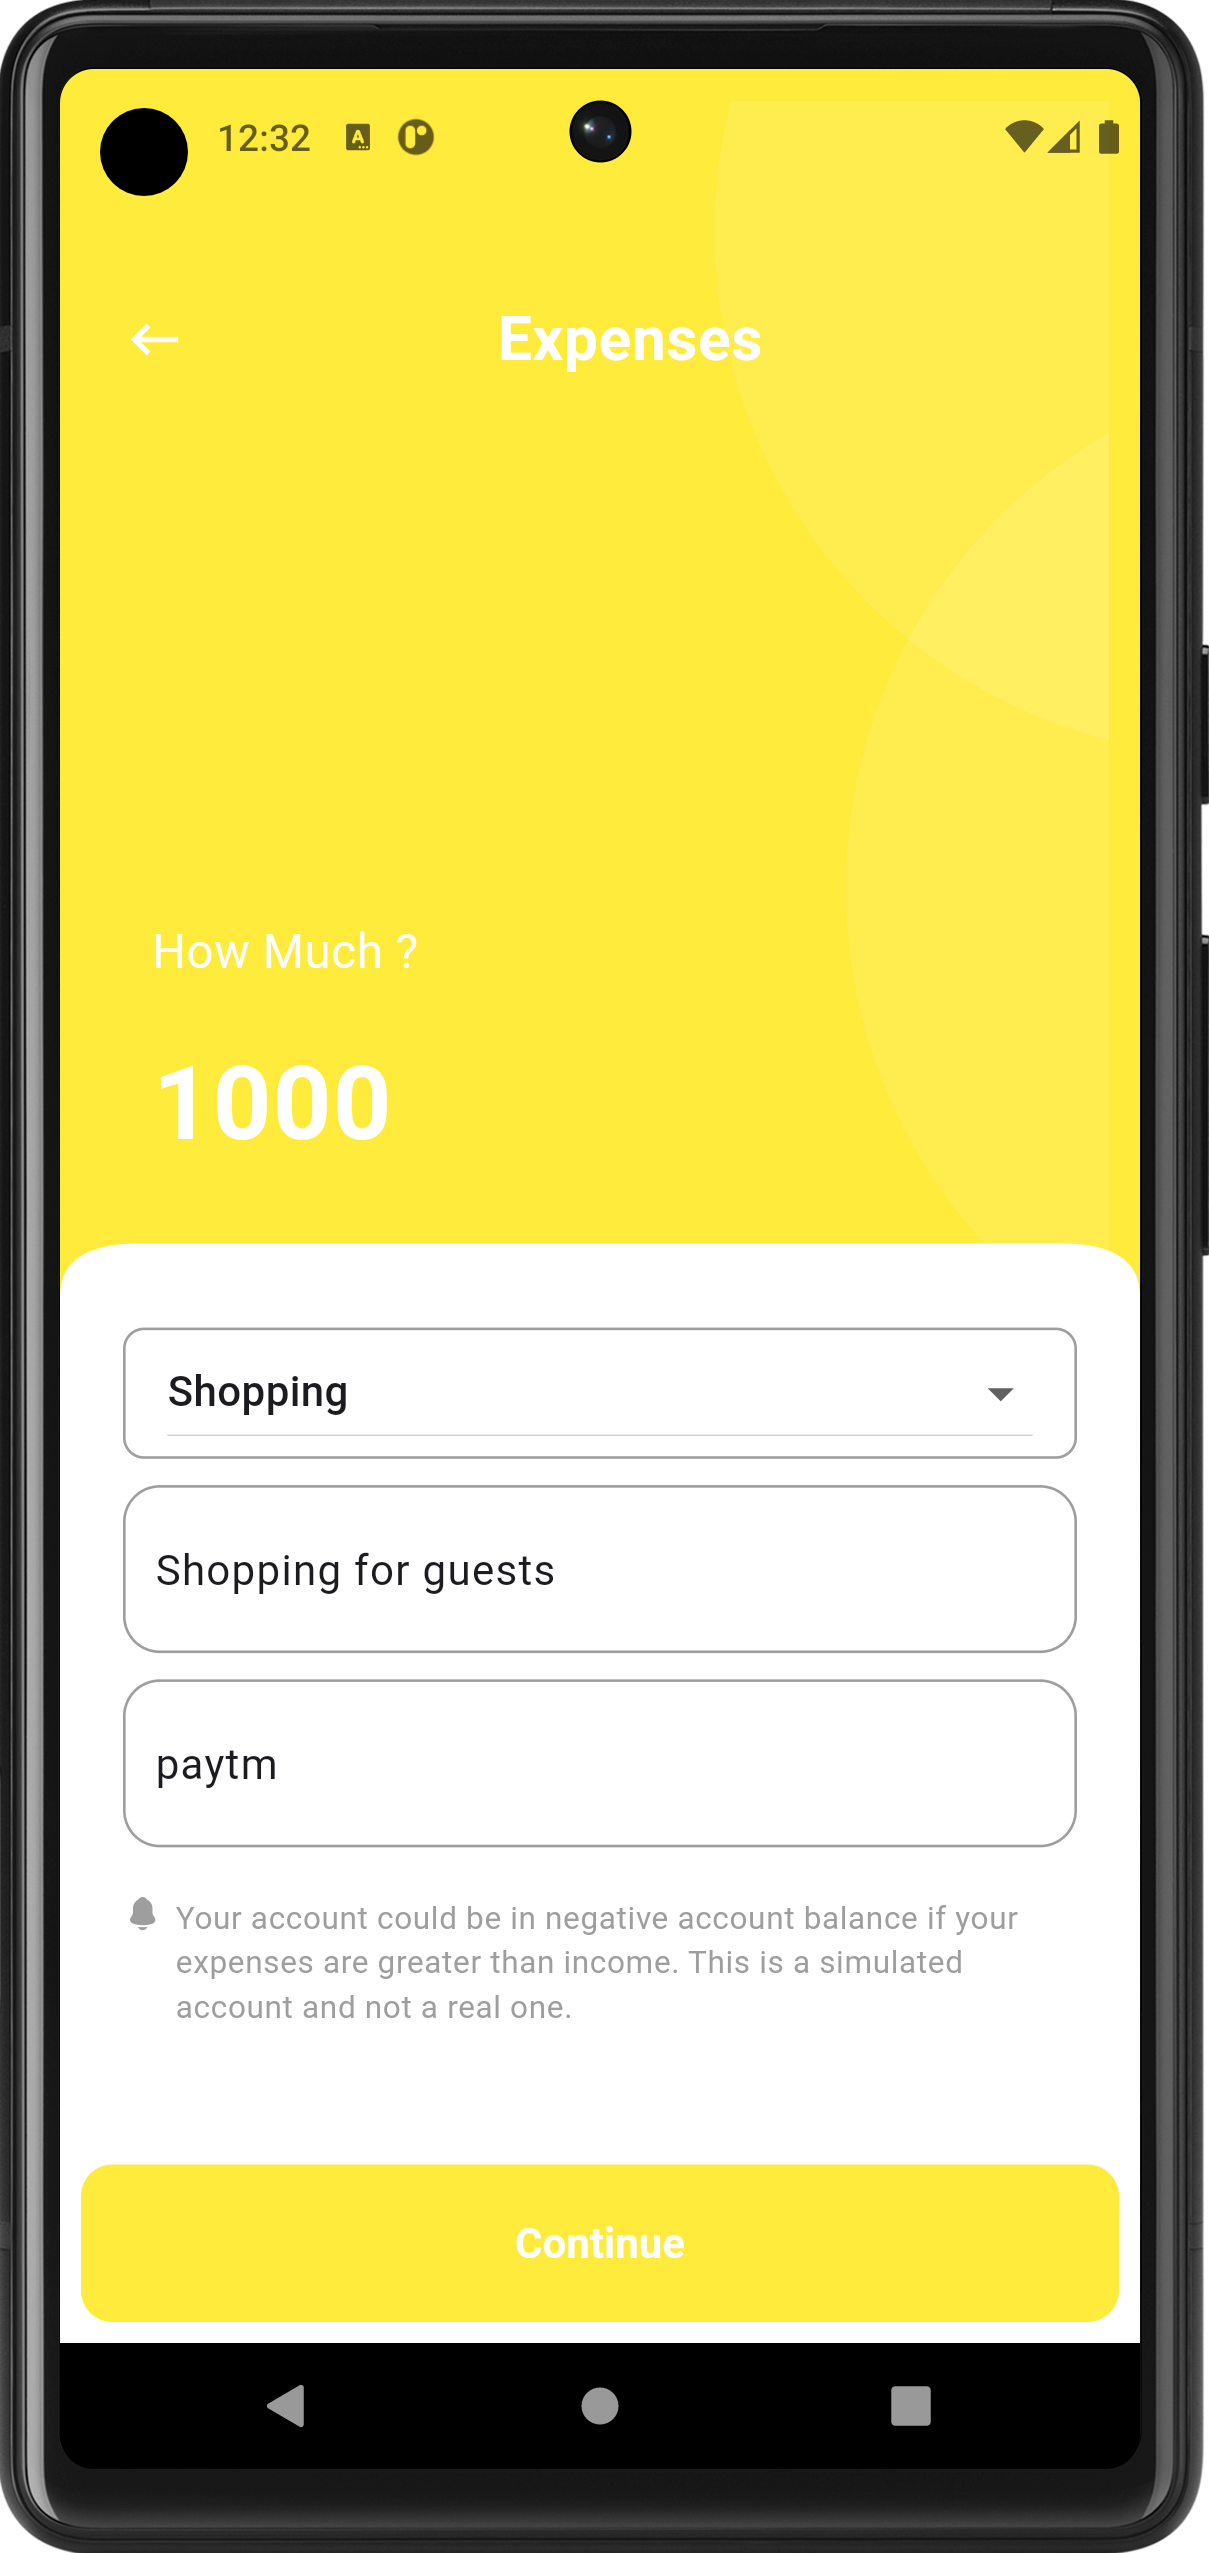 12:32
Expenses
How Much ?
1000
Shopping
Shopping for guests
paytm
Your account could be in negative account balance if your
expenses are greater than income. This is a simulated
account and not a real one.
Continue